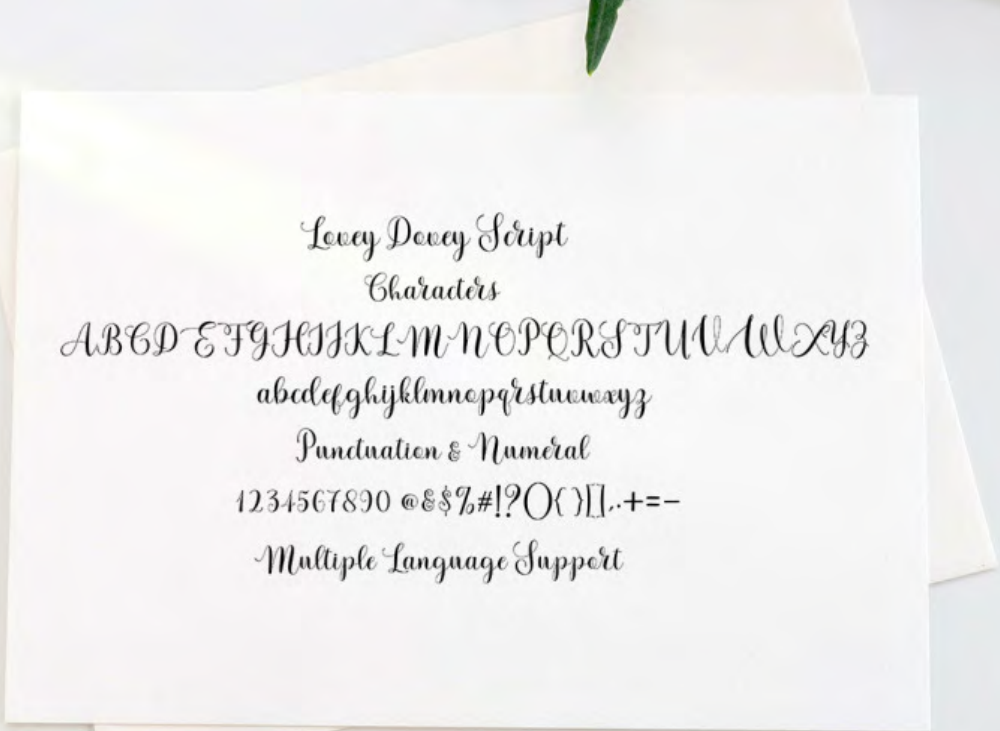 Lovey Dovey Script
Characters
ABCDEFGHIJKLMNOPQRSTUVWXYZ
abcdefghijklmnopqrstuvwxyz
Punctuation & Numeral
1234567890 @&$%#!?(){}[],.+=-
Multiple Language Support